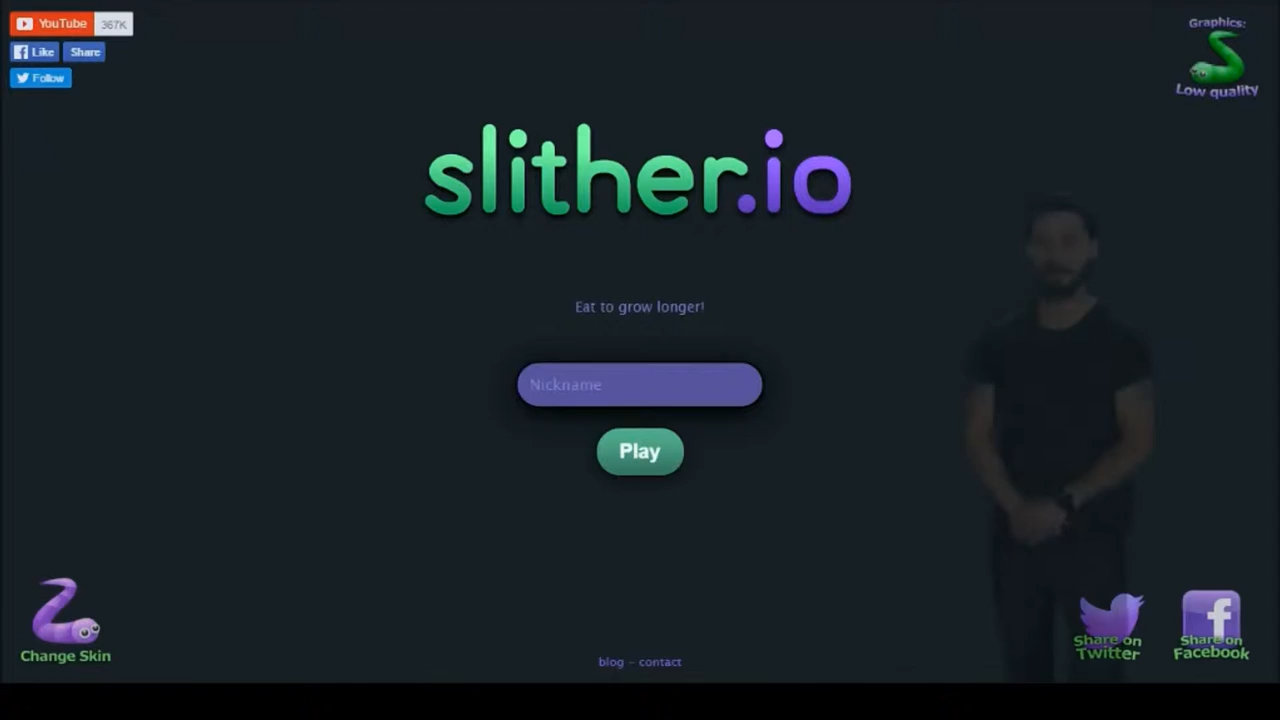 YouTube 367K
Like Share
Follow
Graphics:
Low quality
slither.io
Eat to grow longer!
Nickname
Play
Change Skin
blog - contact
Share on
Twitter
Share on
Facebook